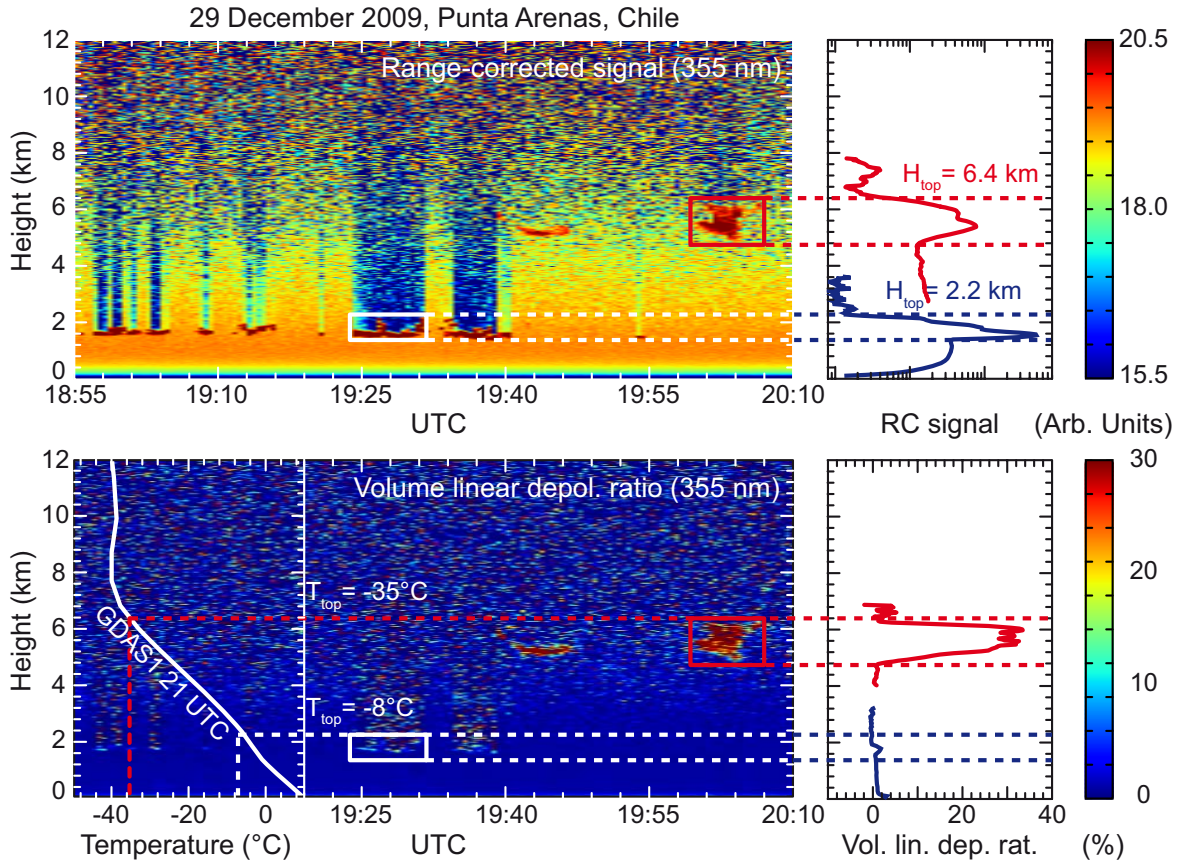 29 December 2009, Punta Arenas, Chile
Range-corrected signal (355 nm)
Height (km)
12
10
8
6
4
2
0
18:55
19:10
19:25
19:40
19:55
20:10
UTC
H_top = 6.4 km
H_top = 2.2 km
RC signal
20.5
18.0
15.5
(Arb. Units)
Volume linear depol. ratio (355 nm)
Height (km)
12
10
8
6
4
2
0
GDAS1 21 UTC
T_top = -35°C
T_top = -8°C
-40
-20
0
Temperature (°C)
19:25
19:40
19:55
20:10
UTC
0
20
40
Vol. lin. dep. rat.
30
20
10
0
(%)